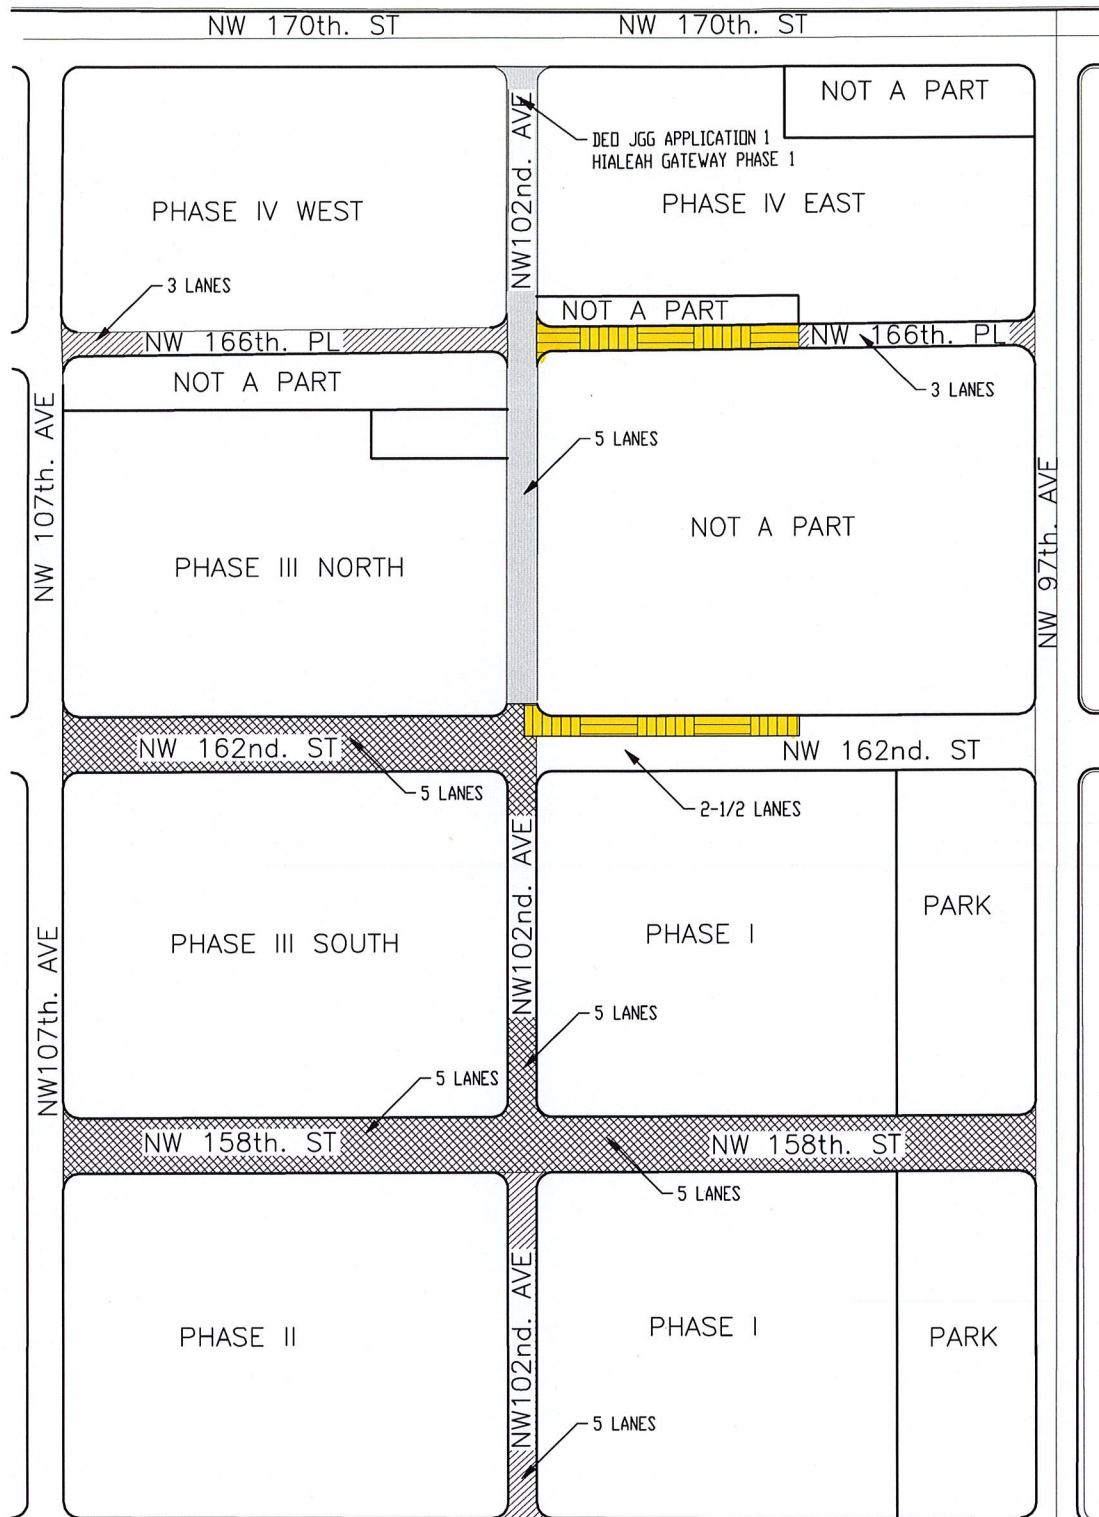 NW 170th. ST
NW 170th. ST
NOT A PART
NW102nd. AVE
DEO JGG APPLICATION 1
HIALEAH GATEWAY PHASE 1
PHASE IV WEST
PHASE IV EAST
3 LANES
NOT A PART
NW 166th. PL
NW 166th. PL
NOT A PART
3 LANES
NW 107th. AVE
5 LANES
NW 97th. AVE
NOT A PART
PHASE III NORTH
NW 162nd. ST
NW 162nd. ST
5 LANES
2-1/2 LANES
NW102nd. AVE
PARK
PHASE III SOUTH
PHASE I
NW107th. AVE
5 LANES
5 LANES
NW 158th. ST
NW 158th. ST
5 LANES
NW102nd. AVE
PHASE II
PHASE I
PARK
5 LANES